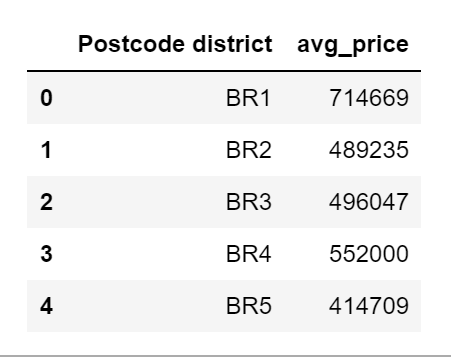 Postcode district avg_price
0 BR1 714669
1 BR2 489235
2 BR3 496047
3 BR4 552000
4 BR5 414709